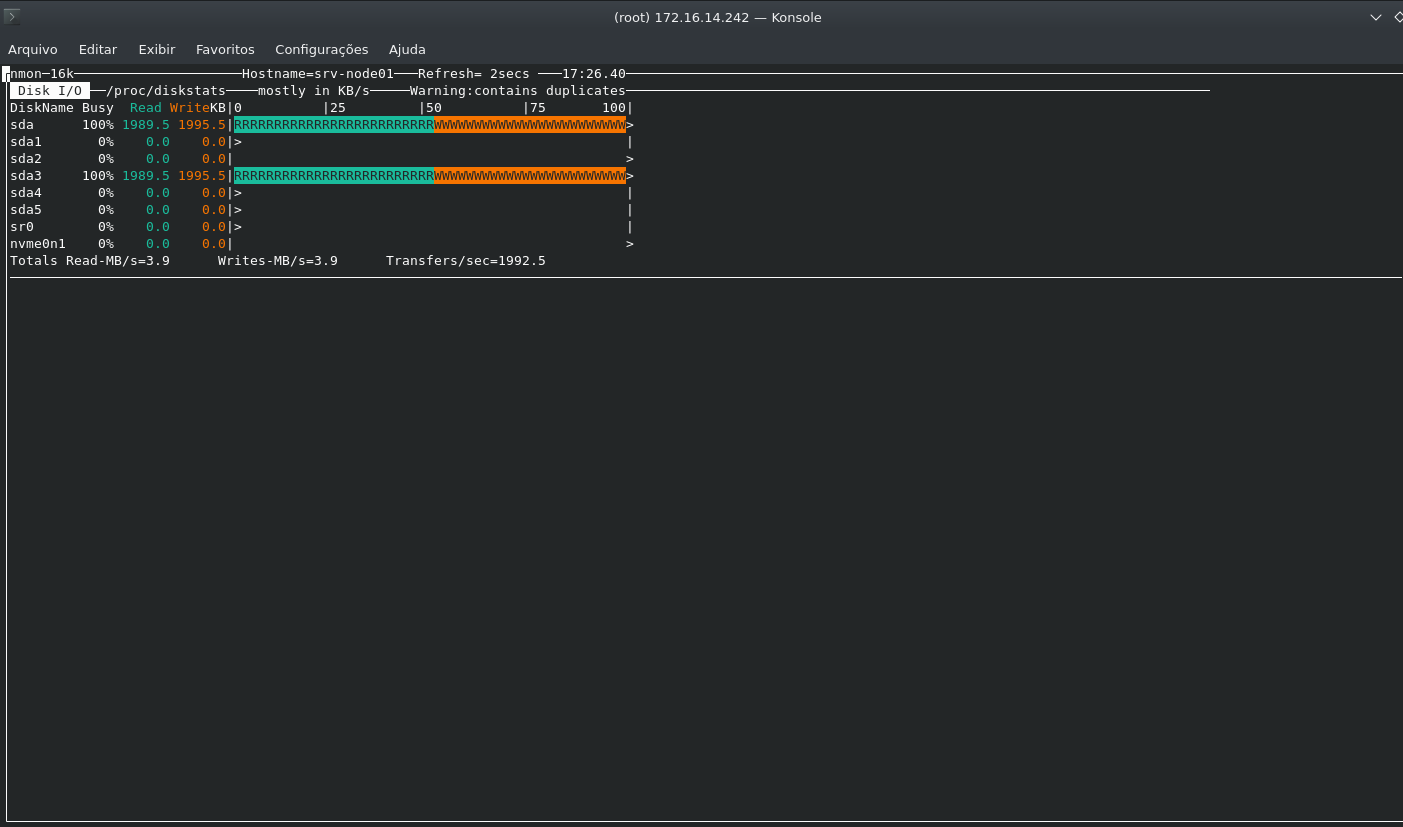 (root) 172.16.14.242 — Konsole
Arquivo Editar Exibir Favoritos Configurações Ajuda
nmon─16k─────────────────────Hostname=srv-node01───Refresh= 2secs ───17:26.40
Disk I/O ──/proc/diskstats────mostly in KB/s─────Warning:contains duplicates
DiskName Busy  Read WriteKB|0          |25         |50          |75       100|
sda      100% 1989.5 1995.5|RRRRRRRRRRRRRRRRRRRRRRRRRWWWWWWWWWWWWWWWWWWWWWWWW>
sda1       0%    0.0    0.0|>                                                |
sda2       0%    0.0    0.0|                                                 >
sda3     100% 1989.5 1995.5|RRRRRRRRRRRRRRRRRRRRRRRRRWWWWWWWWWWWWWWWWWWWWWWWW>
sda4       0%    0.0    0.0|>                                                |
sda5       0%    0.0    0.0|>                                                |
sr0        0%    0.0    0.0|>                                                |
nvme0n1    0%    0.0    0.0|                                                 >
Totals Read-MB/s=3.9      Writes-MB/s=3.9      Transfers/sec=1992.5